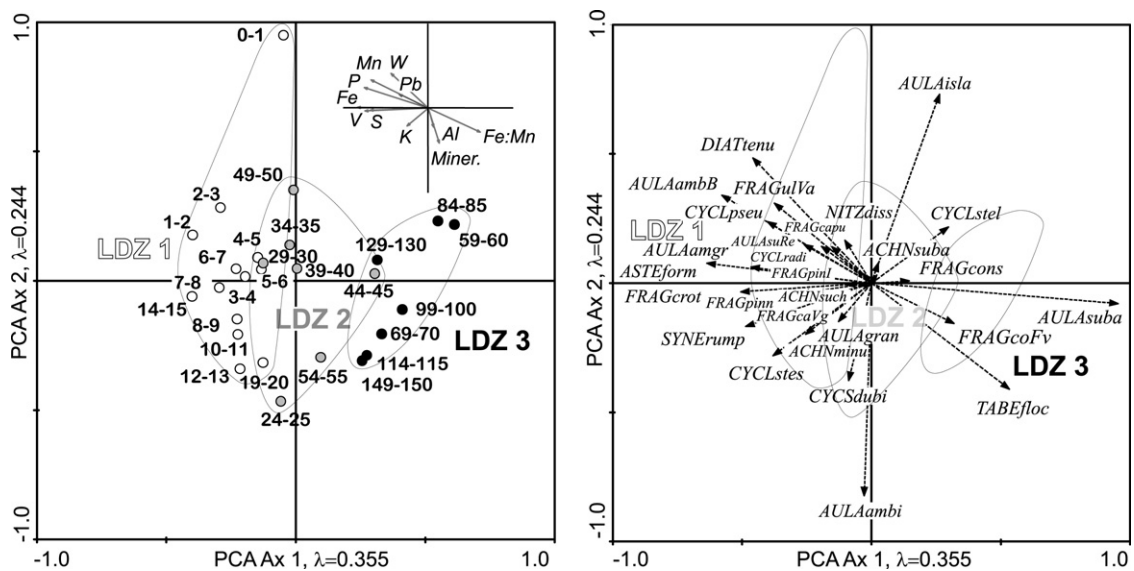 1.0
0-1
Mn W
P Pb
Fe
V S
K Al Fe:Mn
Miner.
49-50
2-3
84-85
1-2
34-35
59-60
LDZ 1
4-5
129-130
6-7
29-30
39-40
7-8
5-6
44-45
14-15
3-4
LDZ 2
99-100
8-9
69-70
LDZ 3
10-11
114-115
12-13
19-20
54-55
149-150
24-25
PCA Ax 2, λ=0.244
-1.0
-1.0
PCA Ax 1, λ=0.355
1.0
1.0
AULAisla
DIATtenu
AULAambB
FRAGulVa
CYCLpseu
NITZdiss
CYCLstel
FRAGcapu
LDZ 1
AULAsuRe
ACHNsuba
AULAamgr
CYCLradi
FRAGcons
ASTEform
FRAGpinI
FRAGcrot
FRAGpinn
ACHNsuch
AULAsuba
FRAGcaVg
LDZ 2
SYNErump
AULAgran
FRAGcoFv
ACHNminu
LDZ 3
CYCLstes
CYCSdubi
TABEfloc
AULAambi
PCA Ax 2, λ=0.244
-1.0
-1.0
PCA Ax 1, λ=0.355
1.0